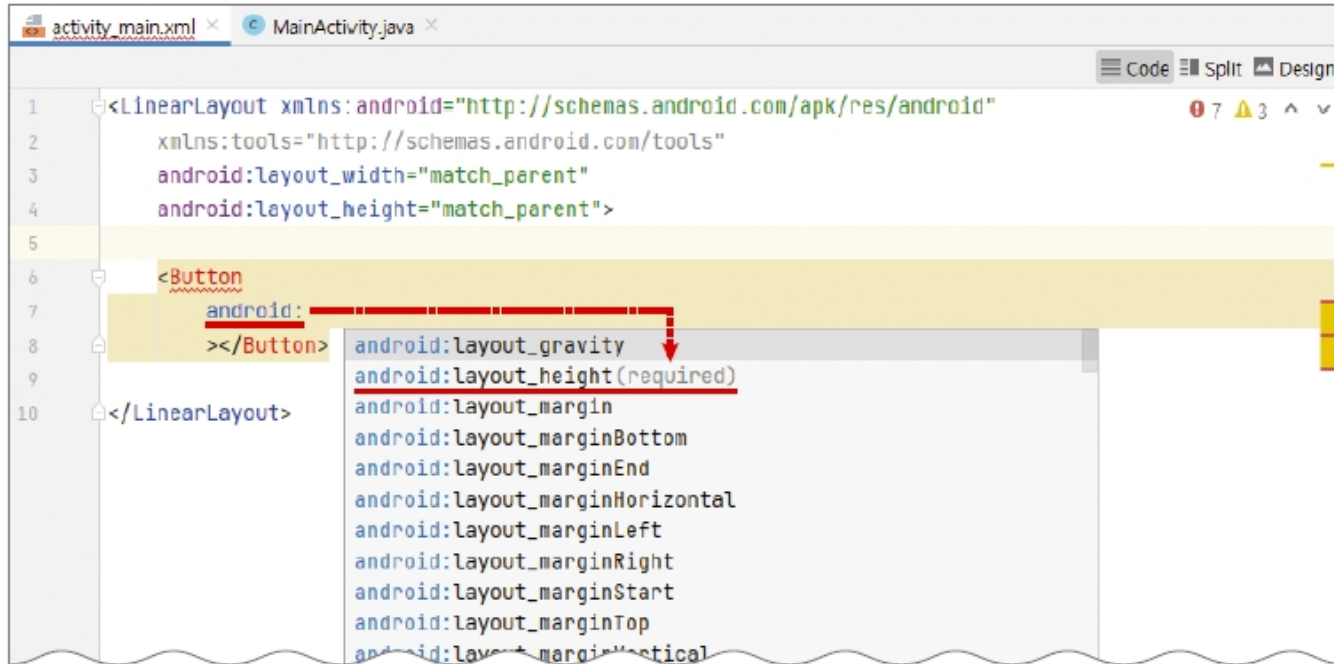 activity_main.xml × MainActivity.java ×
Code Split Design
1 <LinearLayout xmlns:android="http://schemas.android.com/apk/res/android" 7 3
2 xmlns:tools="http://schemas.android.com/tools"
3 android:layout_width="match_parent"
4 android:layout_height="match_parent">
5
6 <Button
7 android:
8 ></Button>
android:layout_gravity
9
android:layout_height(required)
10 </LinearLayout>
android:layout_margin
android:layout_marginBottom
android:layout_marginEnd
android:layout_marginHorizontal
android:layout_marginLeft
android:layout_marginRight
android:layout_marginStart
android:layout_marginTop
android:layout_marginVertical